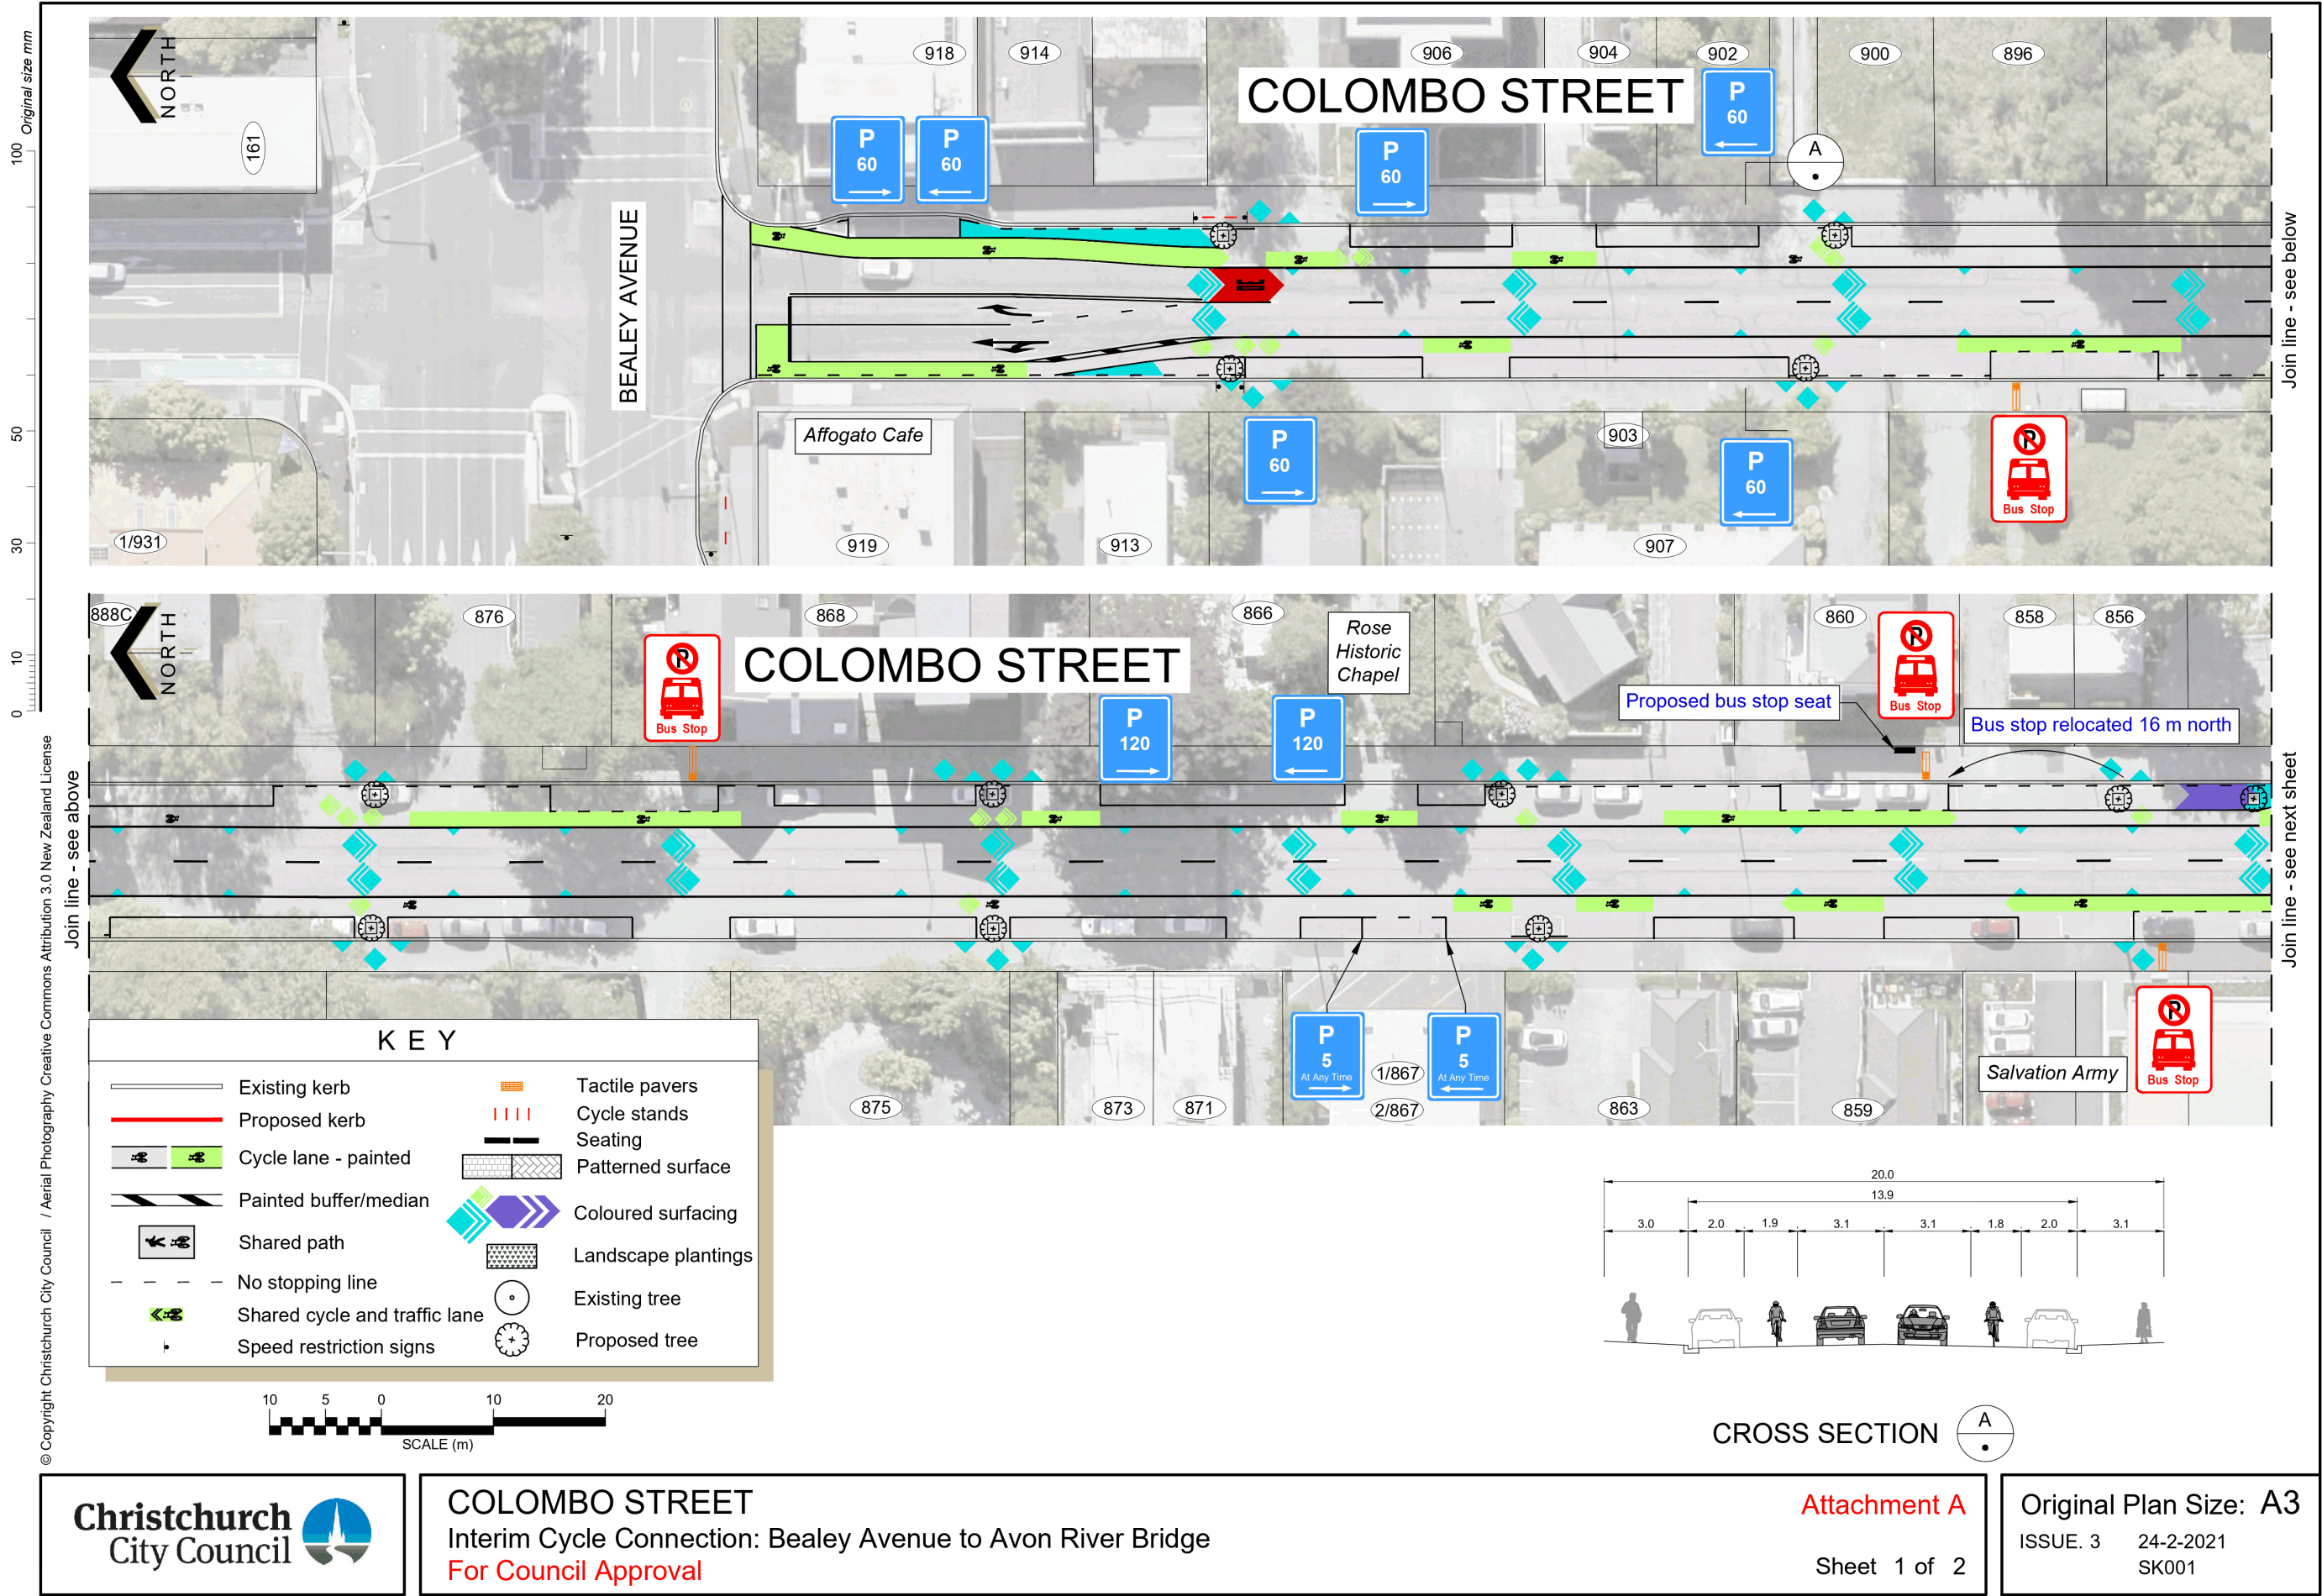 Original size mm
100
50
30
10
0
NORTH
161
918
914
906
904
902
900
896
COLOMBO STREET
P
60
P
60
P
60
P
60
A
BEALEY AVENUE
Join line - see below
Affogato Cafe
P
60
903
P
60
Bus Stop
1/931
919
913
907
888C
NORTH
876
868
866
Rose
Historic
Chapel
860
858
856
P
Bus Stop
COLOMBO STREET
P
120
P
120
Proposed bus stop seat
P
Bus Stop
Bus stop relocated 16 m north
Join line - see above
Join line - see next sheet
P
5
At Any Time
P
5
At Any Time
1/867
2/867
875
873
871
863
859
Salvation Army
P
Bus Stop
KEY
Existing kerb
Proposed kerb
Cycle lane - painted
Painted buffer/median
Shared path
No stopping line
Shared cycle and traffic lane
Speed restriction signs
Tactile pavers
Cycle stands
Seating
Patterned surface
Coloured surfacing
Landscape plantings
Existing tree
Proposed tree
10 5 0 10 20
SCALE (m)
20.0
13.9
3.0 2.0 1.9 3.1 3.1 1.8 2.0 3.1
CROSS SECTION
A
© Copyright Christchurch City Council / Aerial Photography Creative Commons Attribution 3.0 New Zealand License
Christchurch
City Council
COLOMBO STREET
Interim Cycle Connection: Bealey Avenue to Avon River Bridge
For Council Approval
Attachment A
Sheet 1 of 2
Original Plan Size: A3
ISSUE. 3 24-2-2021
SK001